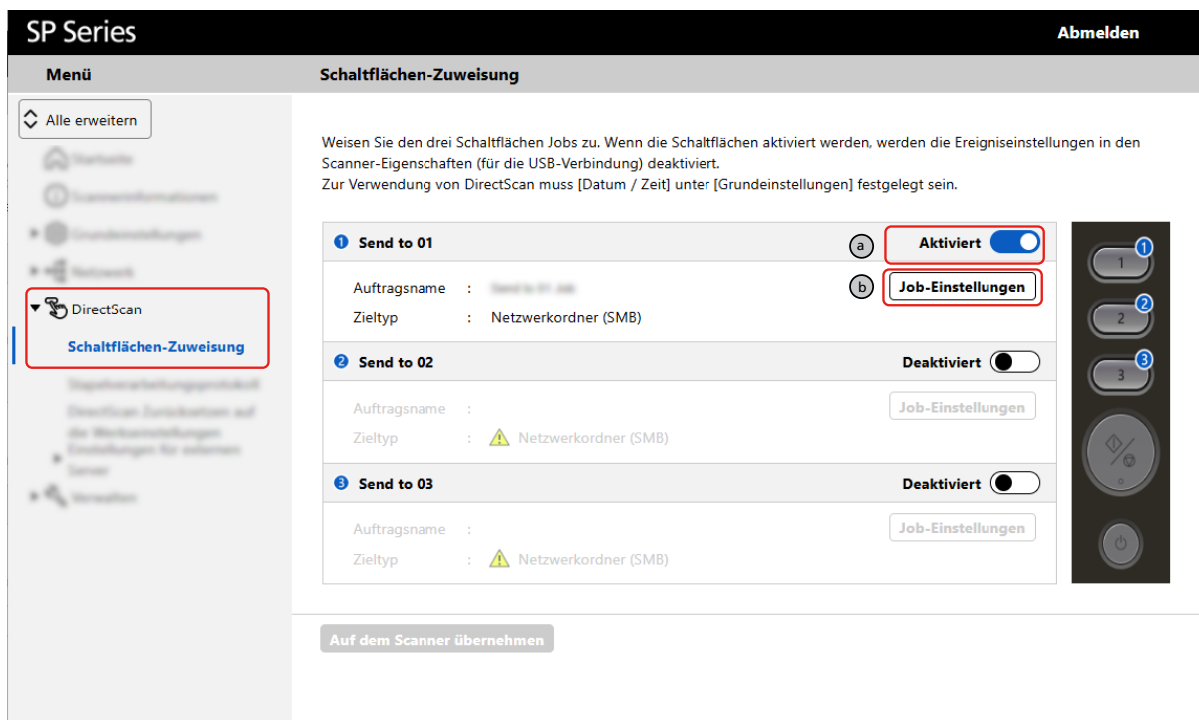 SP Series
Abmelden
Menü
Schaltflächen-Zuweisung
Alle erweitern
DirectScan
Schaltflächen-Zuweisung
Weisen Sie den drei Schaltflächen Jobs zu. Wenn die Schaltflächen aktiviert werden, werden die Ereigniseinstellungen in den
Scanner-Eigenschaften (für die USB-Verbindung) deaktiviert.
Zur Verwendung von DirectScan muss [Datum / Zeit] unter [Grundeinstellungen] festgelegt sein.
1 Send to 01
a Aktiviert
Auftragsname :
b Job-Einstellungen
Zieltyp : Netzwerkordner (SMB)
2 Send to 02
Deaktiviert
Auftragsname :
Job-Einstellungen
Zieltyp : Netzwerkordner (SMB)
3 Send to 03
Deaktiviert
Auftragsname :
Job-Einstellungen
Zieltyp : Netzwerkordner (SMB)
1
1
2
2
3
3
Auf dem Scanner übernehmen